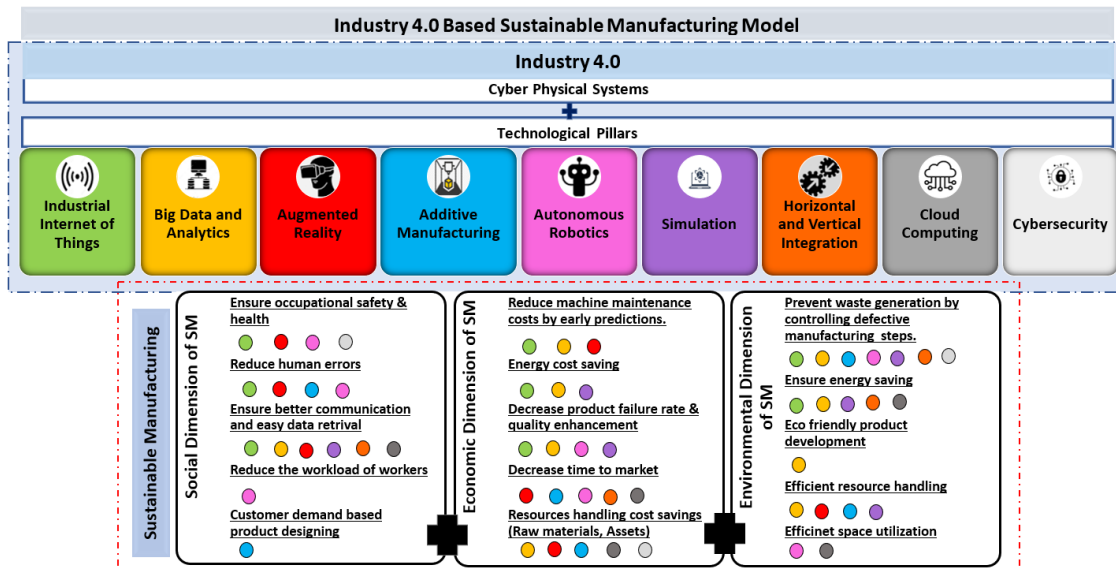 Industry 4.0 Based Sustainable Manufacturing Model
Industry 4.0
Cyber Physical Systems
Technological Pillars
Industrial
Internet of
Things
Big Data and
Analytics
Augmented
Reality
Additive
Manufacturing
Autonomous
Robotics
Simulation
Horizontal
and Vertical
Integration
Cloud
Computing
Cybersecurity
Sustainable Manufacturing
Social Dimension of SM
Ensure occupational safety &
health
Reduce human errors
Ensure better communication
and easy data retrival
Reduce the workload of workers
Customer demand based
product designing
Economic Dimension of SM
Reduce machine maintenance
costs by early predictions.
Energy cost saving
Decrease product failure rate &
quality enhancement
Decrease time to market
Resources handling cost savings
(Raw materials, Assets)
Environmental Dimension
of SM
Prevent waste generation by
controlling defective
manufacturing steps.
Ensure energy saving
Eco friendly product
development
Efficient resource handling
Efficinet space utilization